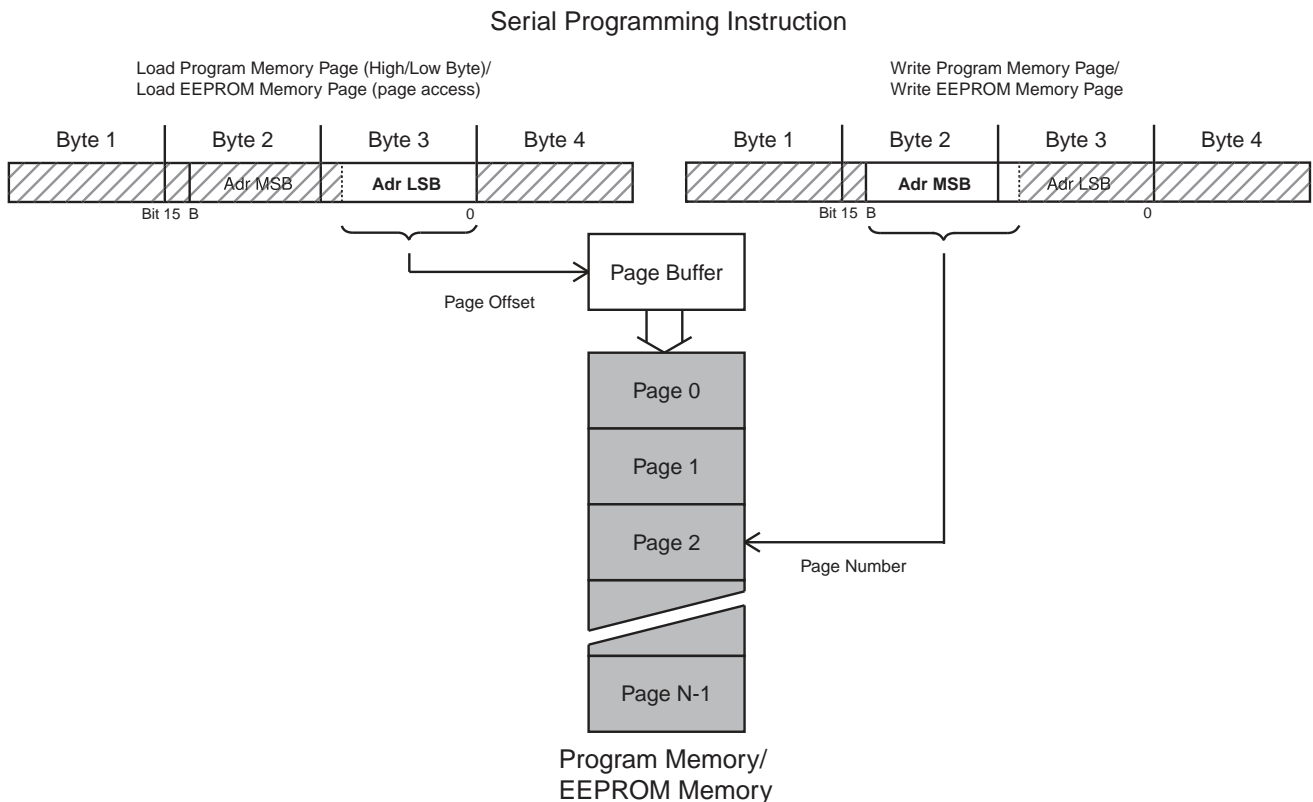 Serial Programming Instruction
Load Program Memory Page (High/Low Byte)/
Load EEPROM Memory Page (page access)
Write Program Memory Page/
Write EEPROM Memory Page
Byte 1 Byte 2 Byte 3 Byte 4
Byte 1 Byte 2 Byte 3 Byte 4
Adr MSB Adr LSB
Adr MSB Adr LSB
Bit 15 B 0
Bit 15 B 0
Page Buffer
Page Offset
Page 0
Page 1
Page 2
Page Number
Page N-1
Program Memory/
EEPROM Memory